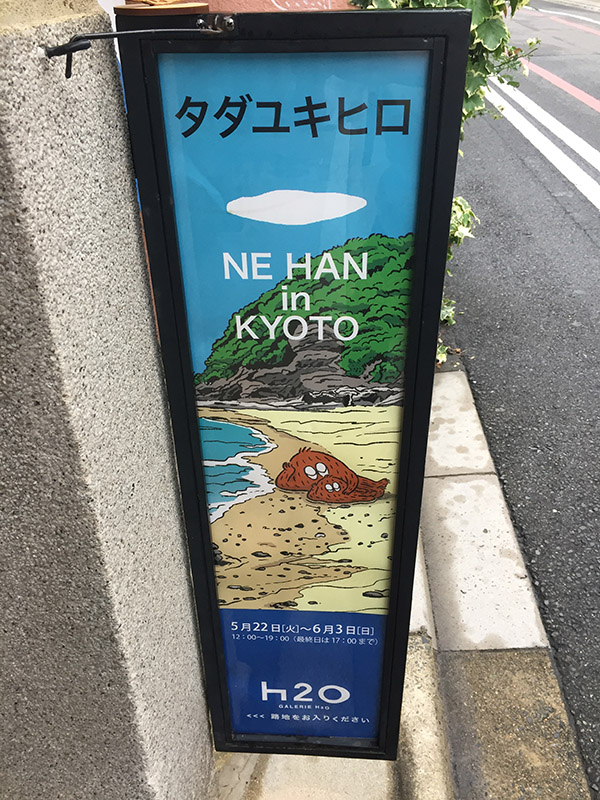 タダユキヒロ
NE HAN
in
KYOTO
5月22日[火]〜6月3日[日]
12:00〜19:00（最終日は17:00まで）
h2O
GALERIE H2O
<<< 路地をお入りください